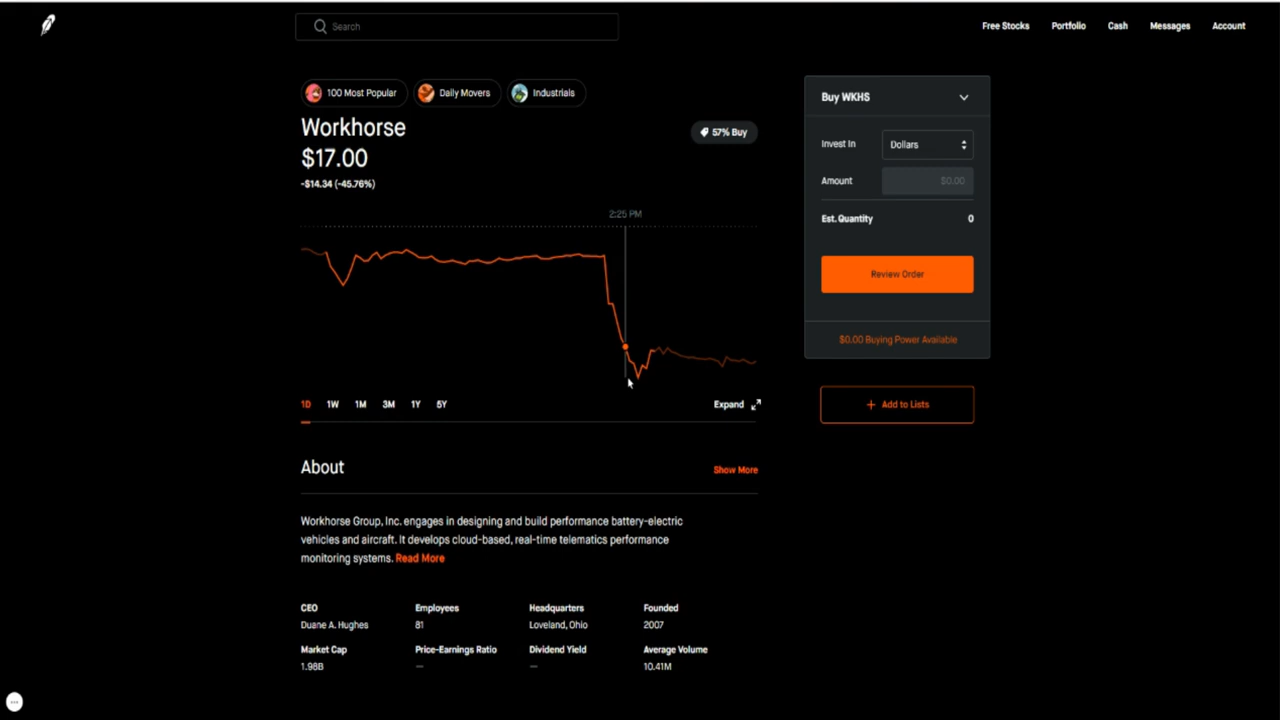 Search
Free Stocks Portfolio Cash Messages Account
100 Most Popular Daily Movers Industrials
Workhorse
$17.00
-$14.34 (-45.76%)
57% Buy
2:25 PM
1D 1W 1M 3M 1Y 5Y
Expand
Buy WKHS
Invest In Dollars
Amount $0.00
Est. Quantity 0
Review Order
$0.00 Buying Power Available
+ Add to Lists
About
Show More
Workhorse Group, Inc. engages in designing and build performance battery-electric
vehicles and aircraft. It develops cloud-based, real-time telematics performance
monitoring systems. Read More
CEO Employees Headquarters Founded
Duane A. Hughes 81 Loveland, Ohio 2007
Market Cap Price-Earnings Ratio Dividend Yield Average Volume
1.98B — — 10.41M